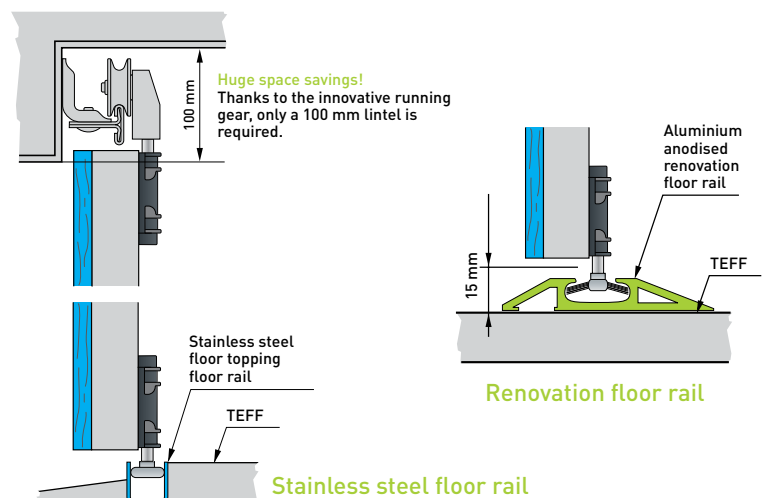 100 mm
Huge space savings!
Thanks to the innovative running
gear, only a 100 mm lintel is
required.
Stainless steel
floor topping
floor rail
TEFF
Stainless steel floor rail
Aluminium
anodised
renovation
floor rail
TEFF
15 mm
Renovation floor rail